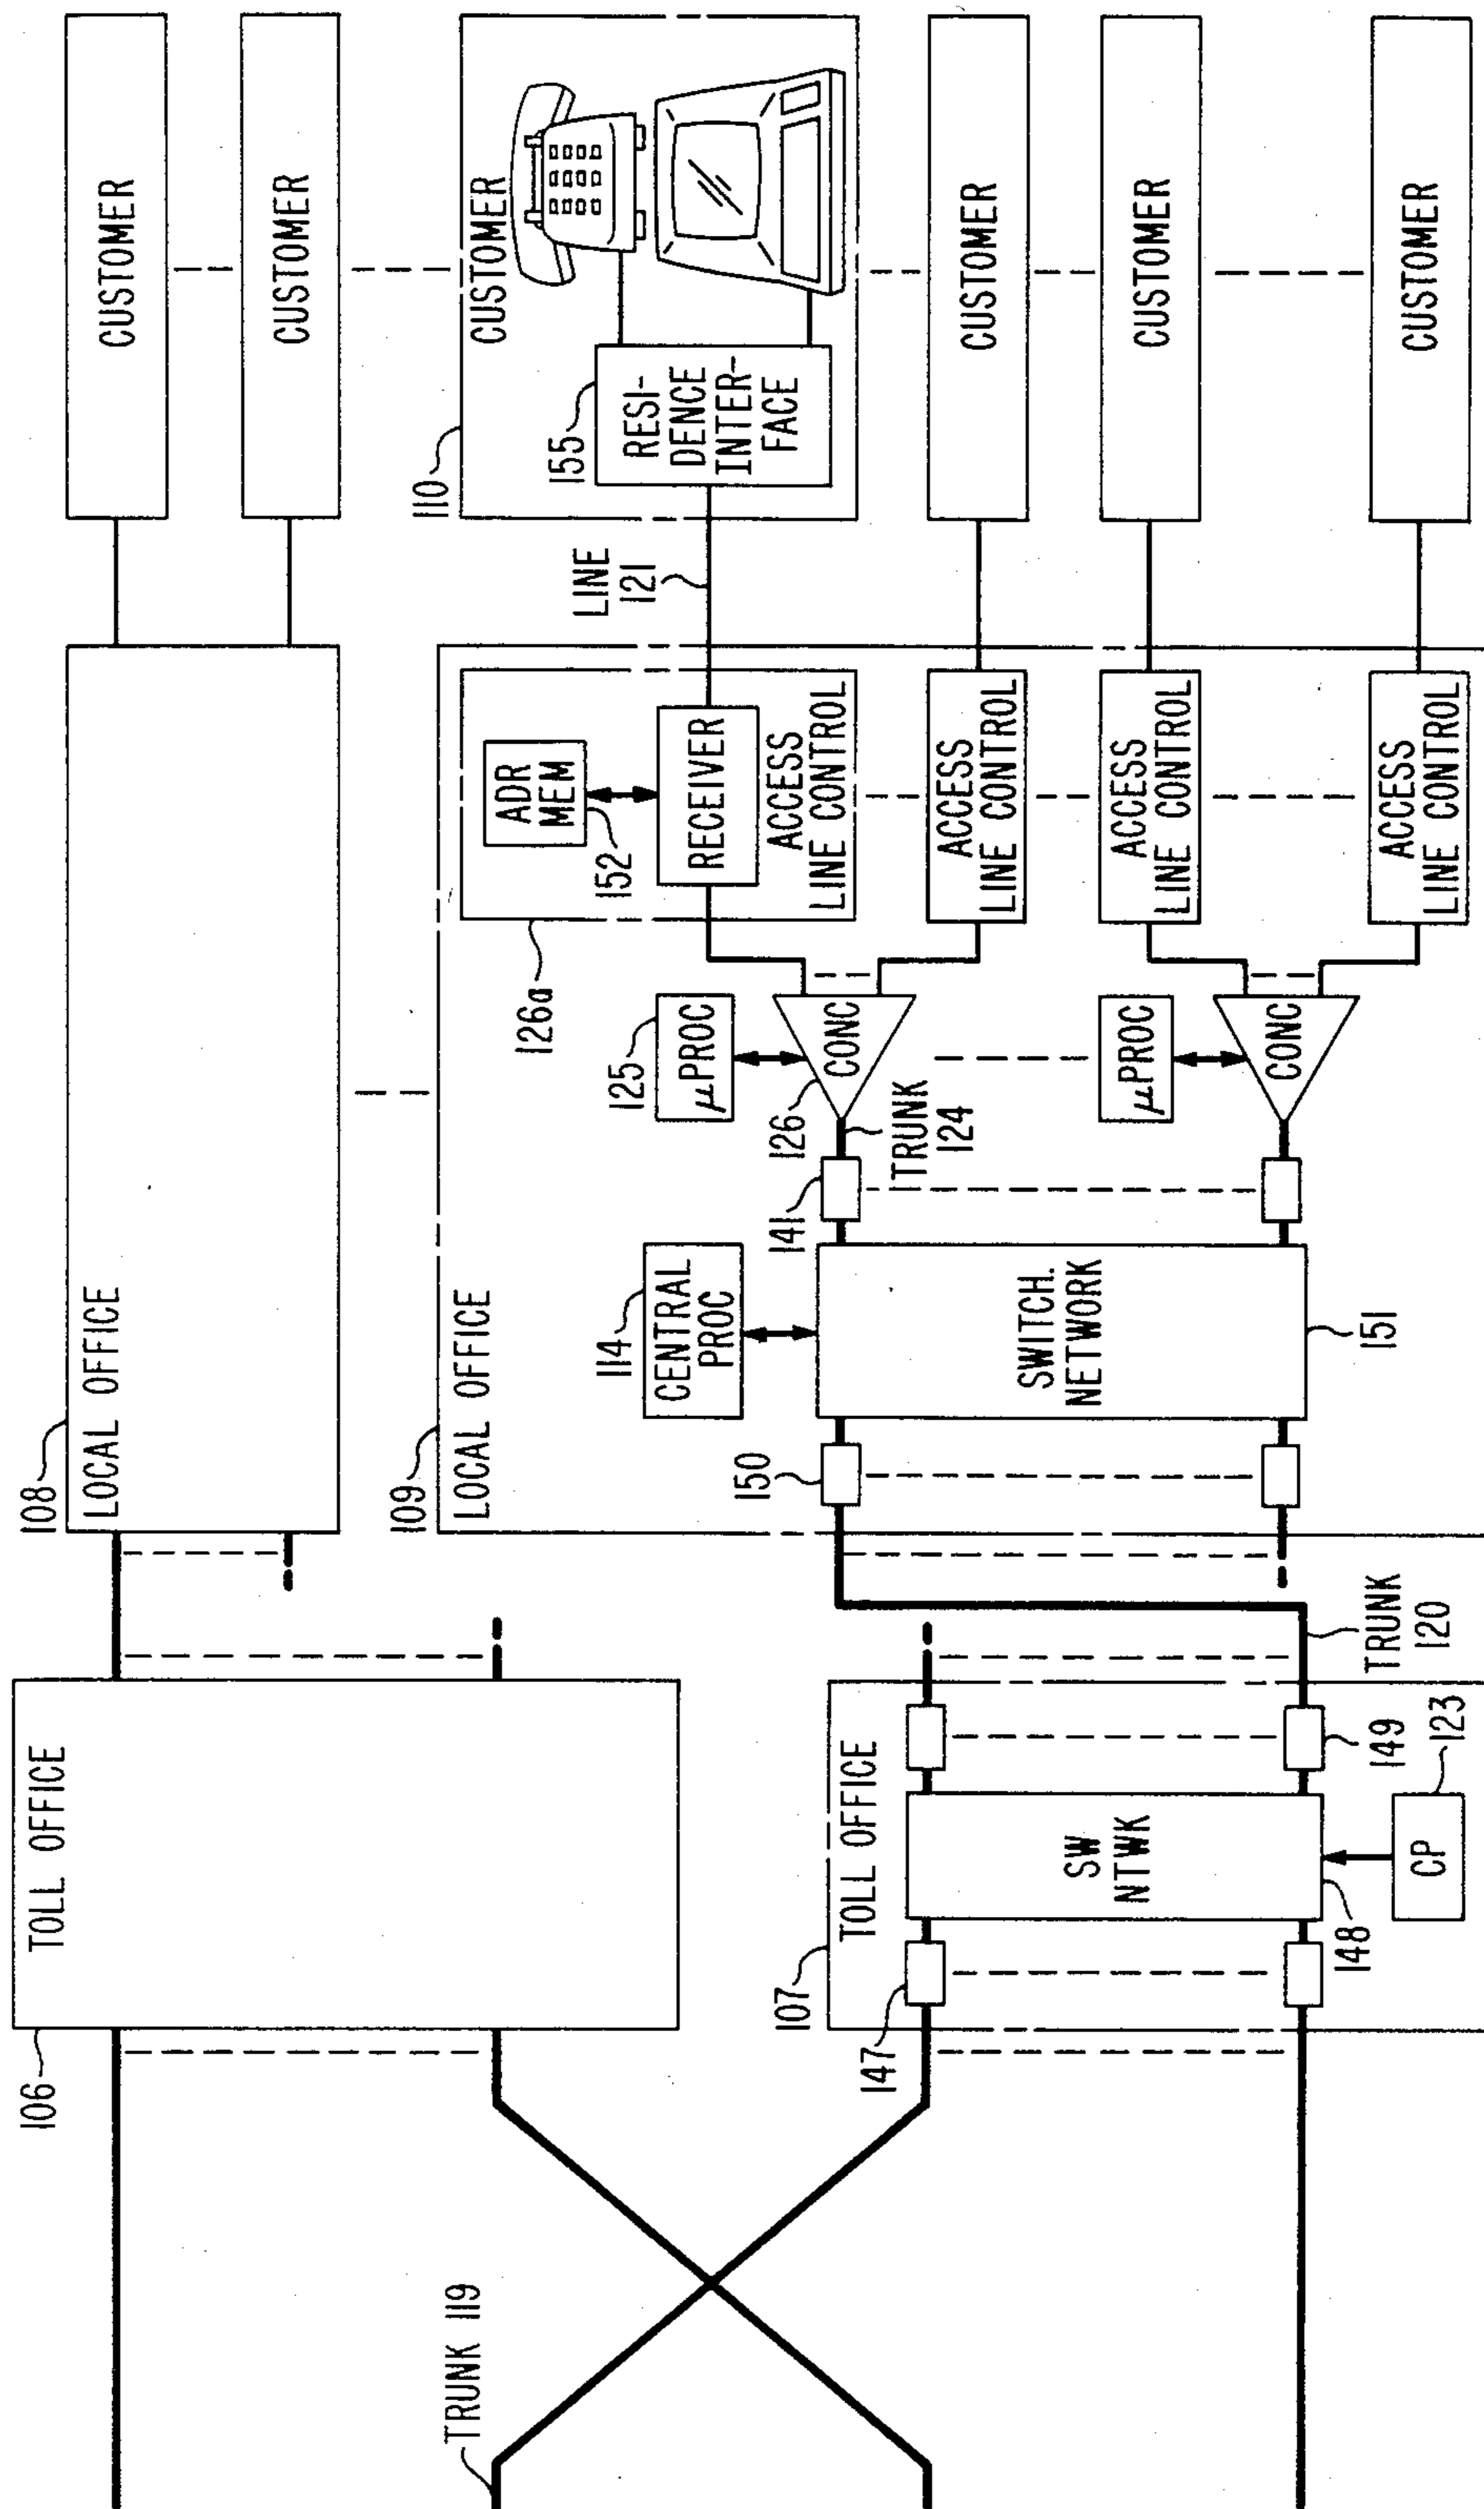 106
TOLL OFFICE
108
LOCAL OFFICE
CUSTOMER
CUSTOMER
TRUNK 119
107
TOLL OFFICE
147
SW
NTWK
148
149
CP
123
TRUNK
120
109
LOCAL OFFICE
150
114
CENTRAL
PROC
SWITCH.
NETWORK
151
141
TRUNK
124
125
μPROC
126
CONC
μPROC
CONC
126a
ADR
MEM
152
RECEIVER
ACCESS
LINE CONTROL
ACCESS
LINE CONTROL
ACCESS
LINE CONTROL
ACCESS
LINE CONTROL
LINE
121
110
CUSTOMER
155
RESI-
DENCE
INTER-
FACE
CUSTOMER
CUSTOMER
CUSTOMER